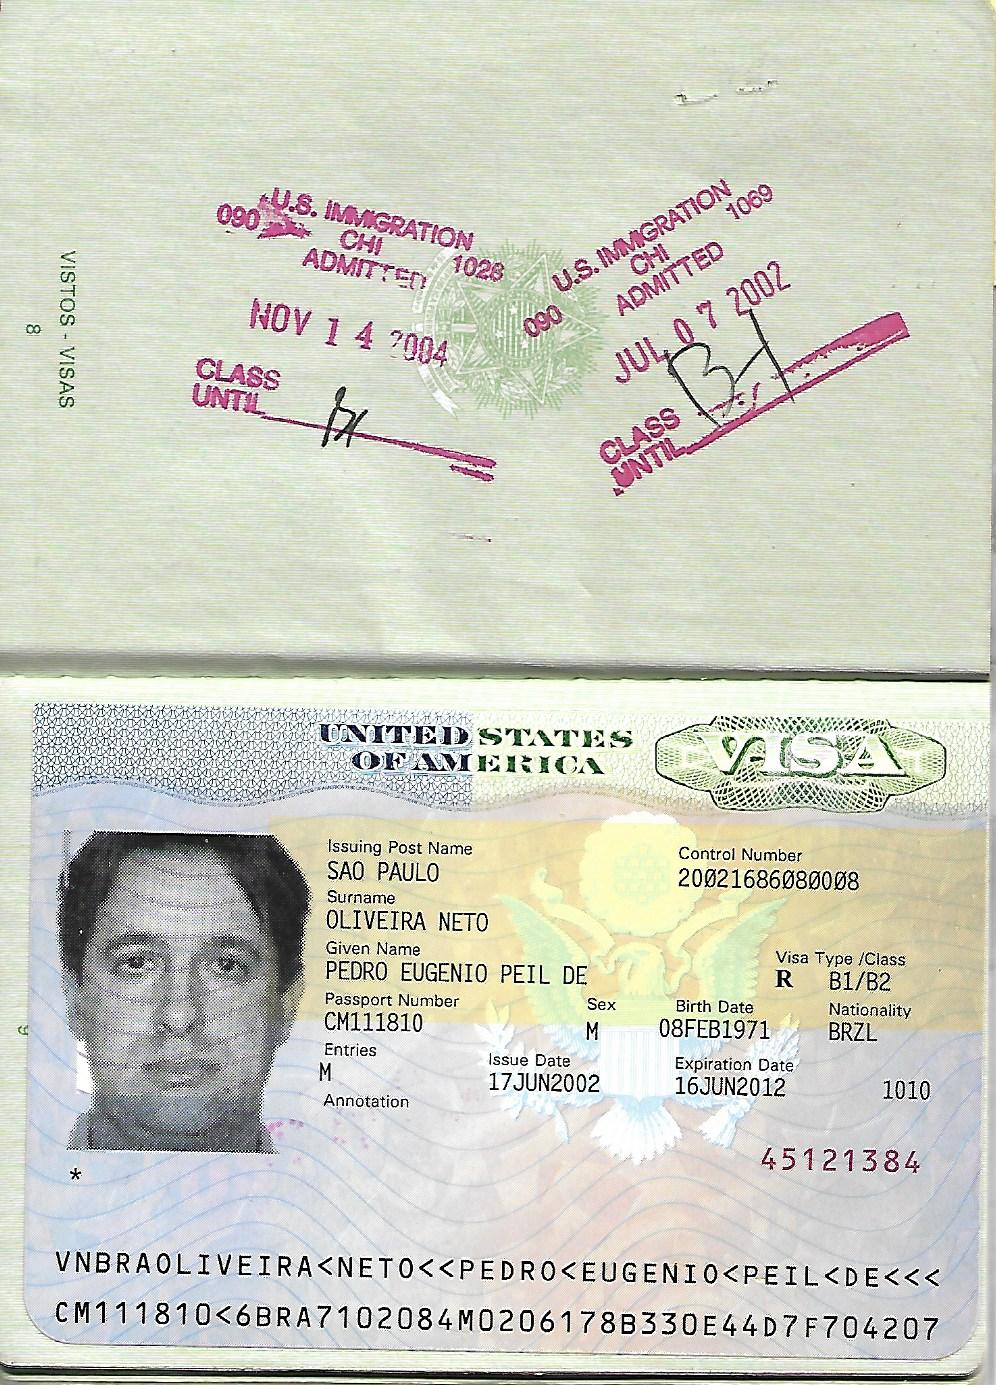 VISTOS - VISAS
8
U.S. IMMIGRATION
090 CHI 1028
ADMITTED
NOV 14 2004
CLASS
UNTIL
U.S. IMMIGRATION
090 CHI 1069
ADMITTED
JUL 07 2002
CLASS B-1
UNTIL
UNITED STATES
OF AMERICA
VISA
Issuing Post Name
SAO PAULO
Control Number
20021686080008
Surname
OLIVEIRA NETO
Given Name
PEDRO EUGENIO PEIL DE
Visa Type /Class
R B1/B2
Passport Number
CM111810
Sex
M
Birth Date
08FEB1971
Nationality
BRZL
Entries
M
Issue Date
17JUN2002
Expiration Date
16JUN2012
1010
Annotation
45121384
*
VNBRAOLIVEIRA<NETO<<PEDRO<EUGENIO<PEIL<DE<<<
CM111810<6BRA7102084M0206178B330E44D7F704207
9